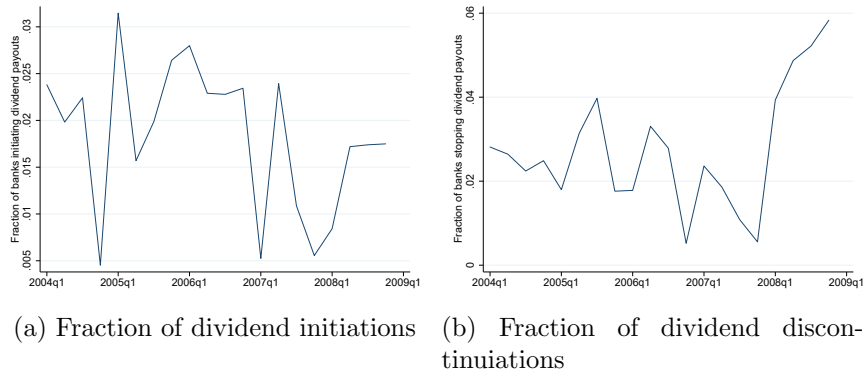 Fraction of banks initiating dividend payouts
.03
.025
.02
.015
.01
.005
2004q1 2005q1 2006q1 2007q1 2008q1 2009q1
(a) Fraction of dividend initiations
Fraction of banks stopping dividend payouts
.06
.04
.02
0
2004q1 2005q1 2006q1 2007q1 2008q1 2009q1
(b) Fraction of dividend discon-
tinuiations